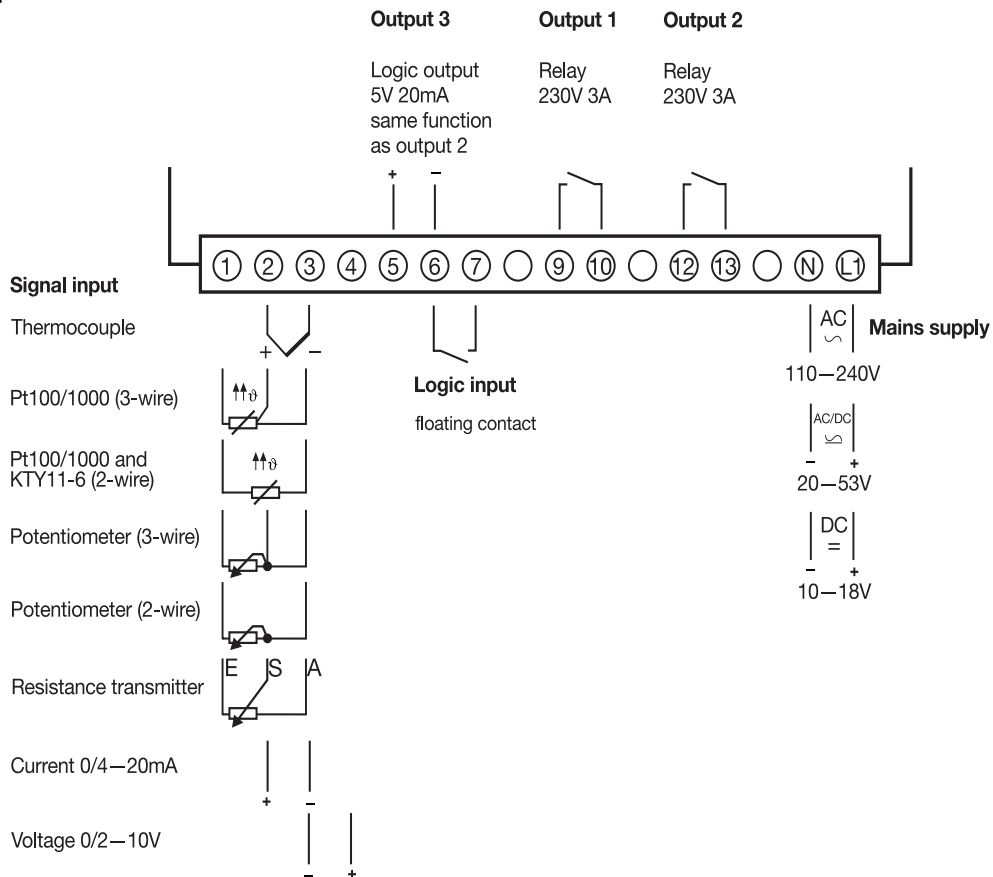 Output 3
Output 1
Output 2
Logic output
5V 20mA
same function
as output 2
Relay
230V 3A
Relay
230V 3A
+ −
1 2 3 4 5 6 7 9 10 12 13 N L1
Signal input
Thermocouple
+ −
Pt100/1000 (3-wire)
ϑ
Pt100/1000 and
KTY11-6 (2-wire)
ϑ
Potentiometer (3-wire)
Potentiometer (2-wire)
Resistance transmitter
E S A
Current 0/4—20mA
+ −
Voltage 0/2—10V
− +
Logic input
floating contact
AC
Mains supply
110—240V
AC/DC
− +
20—53V
DC
=
− +
10—18V